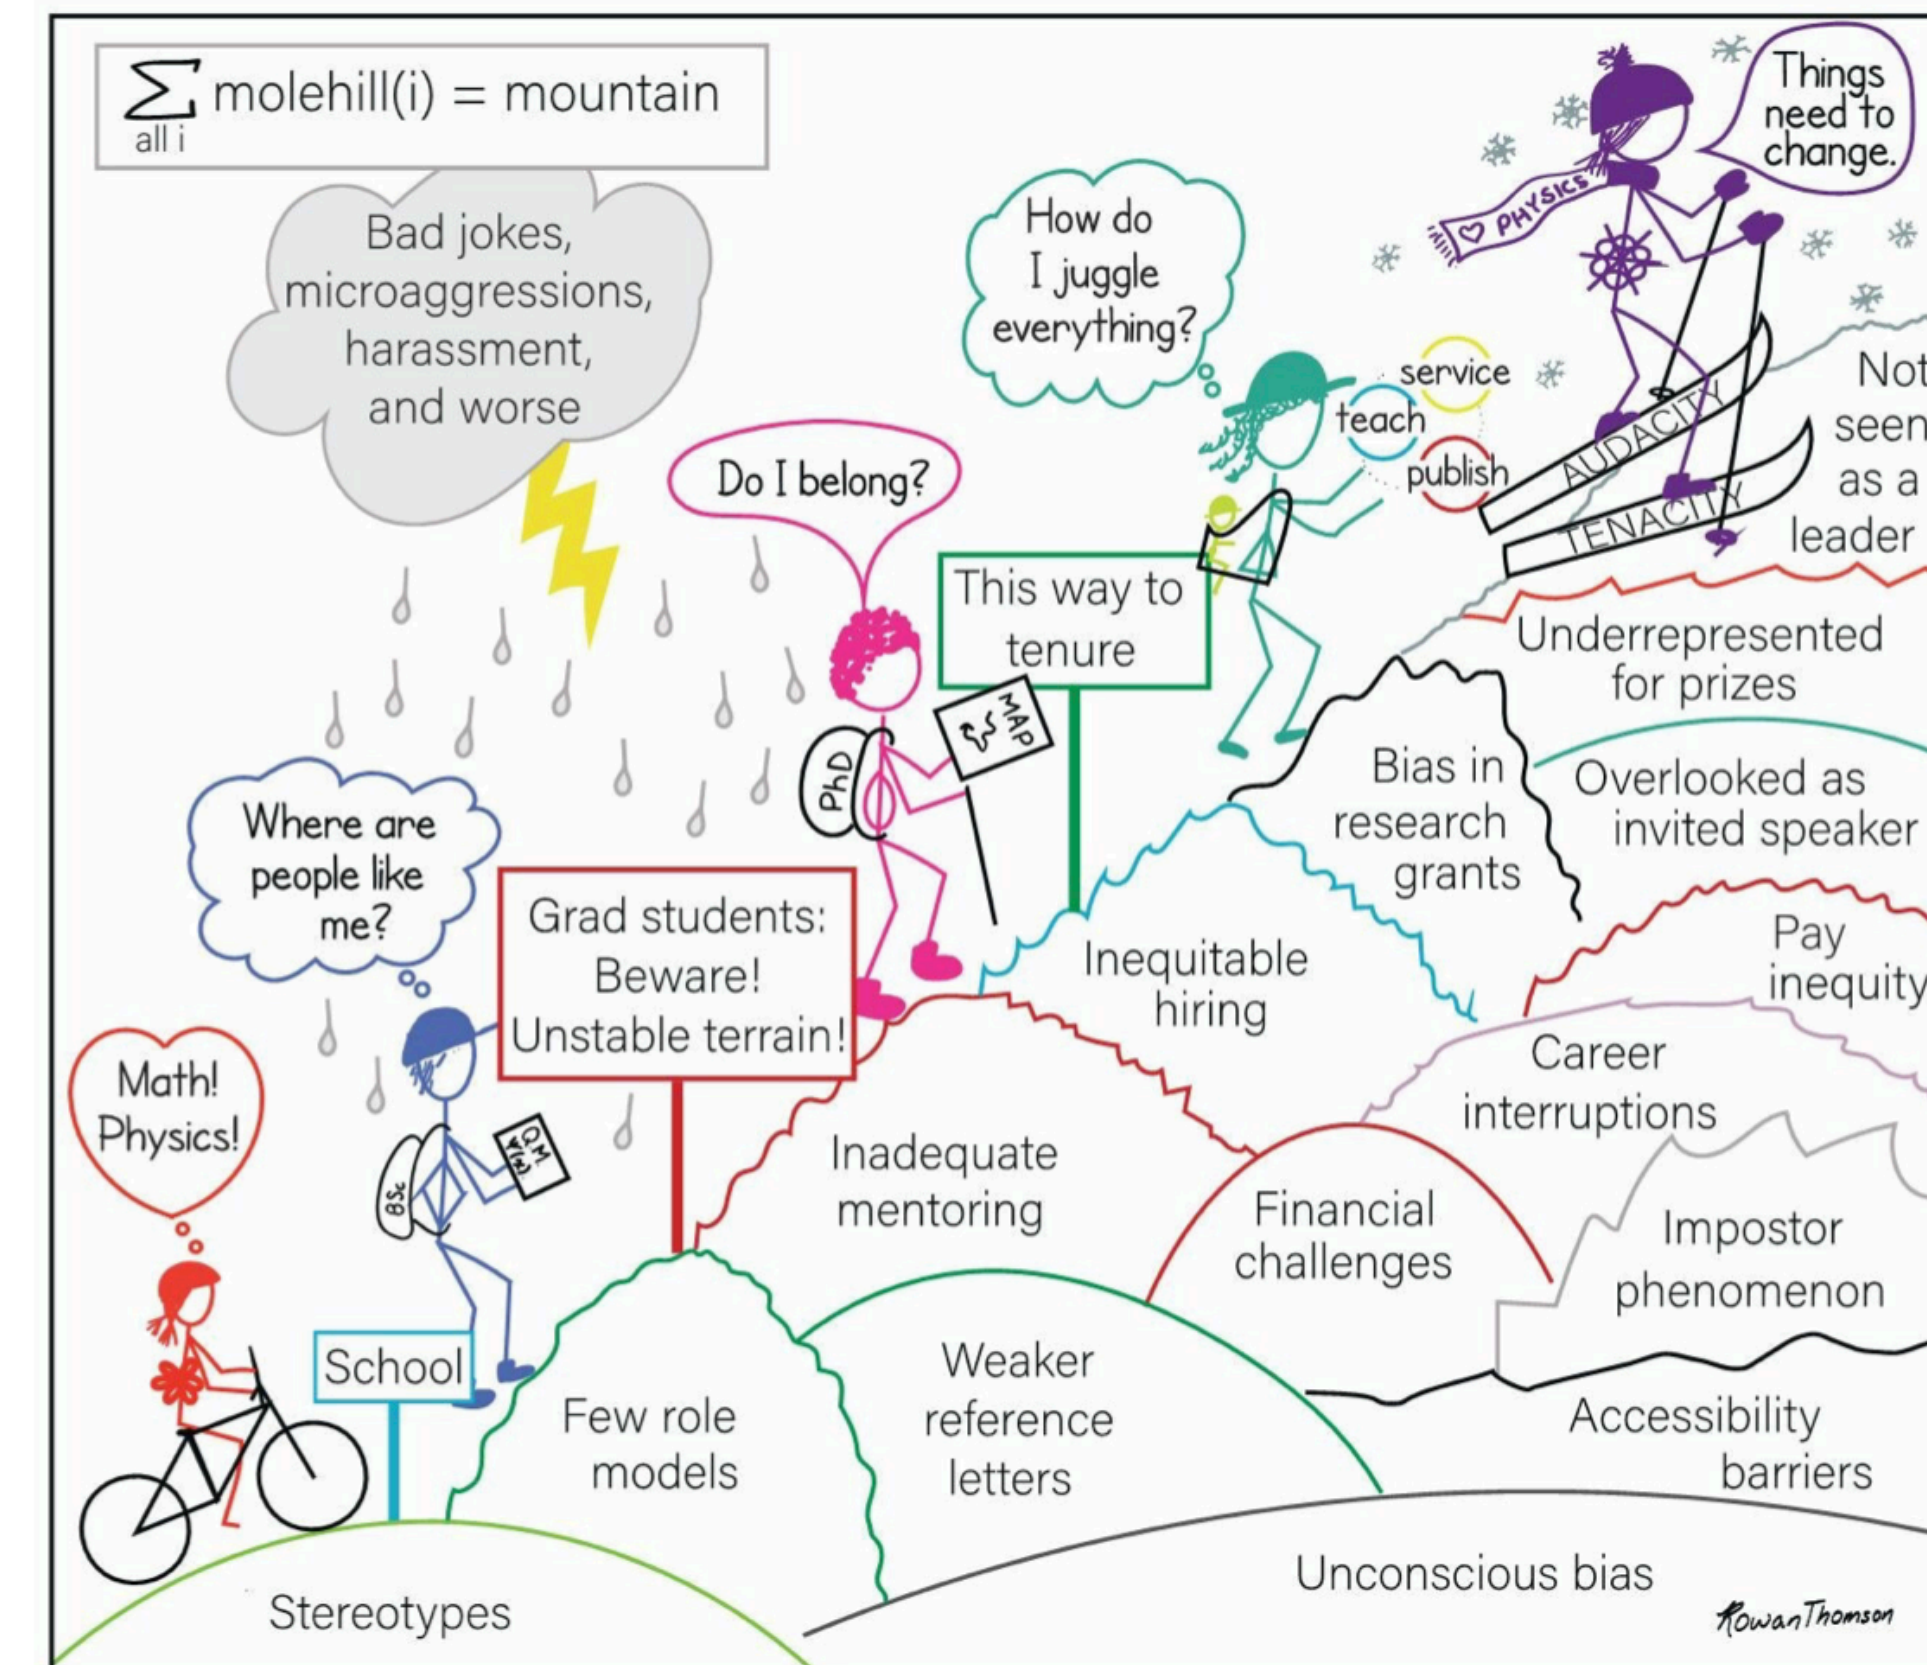 ∑ molehill(i) = mountain
all i
Bad jokes,
microaggressions,
harassment,
and worse
Things
need to
change.
♡ PHYSICS
How do
I juggle
everything?
service
teach
publish
AUDACITY
TENACITY
Not
seen
as a
leader
Do I belong?
This way to
tenure
MAP
PhD
Underrepresented
for prizes
Bias in
research
grants
Overlooked as
invited speaker
Where are
people like
me?
Grad students:
Beware!
Unstable terrain!
Inequitable
hiring
Pay
inequity
Math!
Physics!
QM
Ψ(x)
BSc
Inadequate
mentoring
Career
interruptions
Financial
challenges
Impostor
phenomenon
School
Few role
models
Weaker
reference
letters
Accessibility
barriers
Stereotypes
Unconscious bias
Rowan Thomson